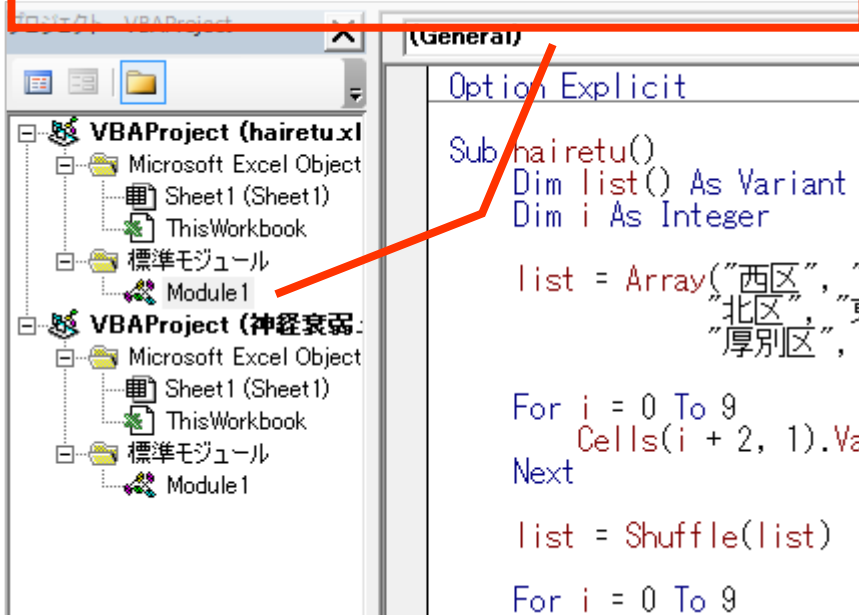 プロジェクト - VBAProject
VBAProject (hairetu.xl
Microsoft Excel Object
Sheet1 (Sheet1)
ThisWorkbook
標準モジュール
Module1
VBAProject (神経衰弱.
Microsoft Excel Object
Sheet1 (Sheet1)
ThisWorkbook
標準モジュール
Module1
(General)
Option Explicit
Sub hairetu()
Dim list() As Variant
Dim i As Integer
list = Array("西区", "
"北区", "東
"厚別区",
For i = 0 To 9
Cells(i + 2, 1).Va
Next
list = Shuffle(list)
For i = 0 To 9